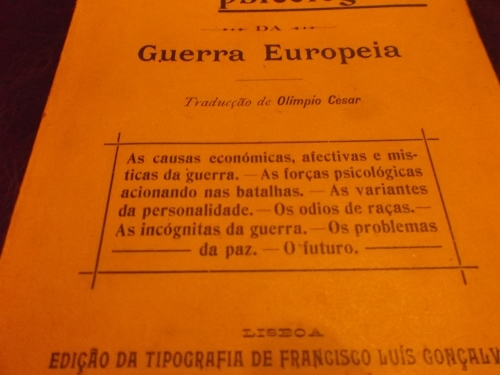 DA
Guerra Europeia
Traducção de Olímpio Cesar
As causas económicas, afectivas e mis-
ticas da guerra. — As forças psicológicas
acionando nas batalhas. — As variantes
da personalidade. — Os odios de raças. —
As incógnitas da guerra. — Os problemas
da paz. — O futuro.
LISBOA
EDIÇÃO DA TIPOGRAFIA DE FRANCISCO LUÍS